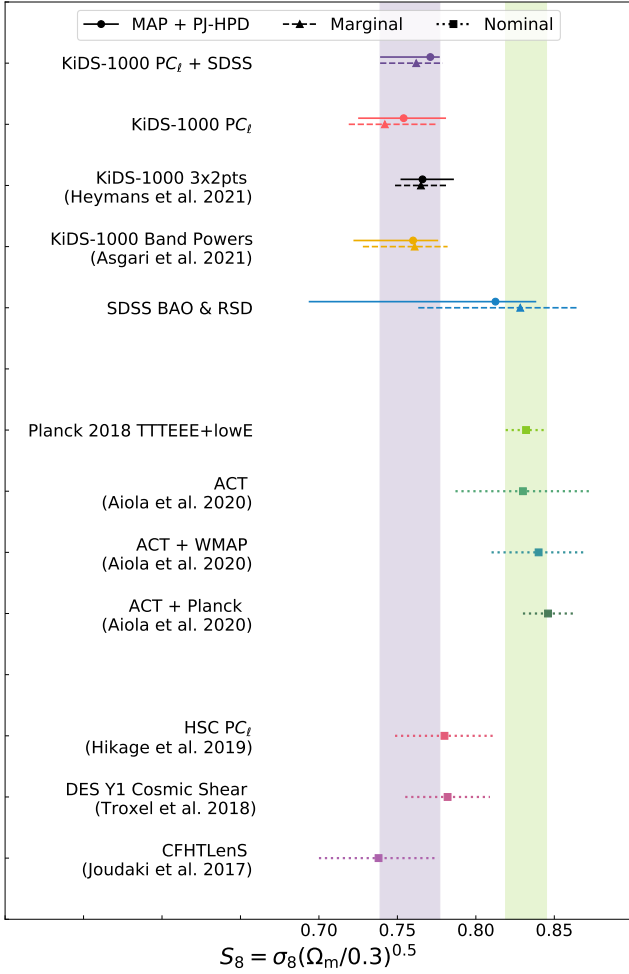 MAP + PJ-HPD Marginal Nominal
KiDS-1000 PCℓ + SDSS
KiDS-1000 PCℓ
KiDS-1000 3x2pts
(Heymans et al. 2021)
KiDS-1000 Band Powers
(Asgari et al. 2021)
SDSS BAO & RSD
Planck 2018 TTTEEE+lowE
ACT
(Aiola et al. 2020)
ACT + WMAP
(Aiola et al. 2020)
ACT + Planck
(Aiola et al. 2020)
HSC PCℓ
(Hikage et al. 2019)
DES Y1 Cosmic Shear
(Troxel et al. 2018)
CFHTLenS
(Joudaki et al. 2017)
0.70 0.75 0.80 0.85
S₈ = σ₈(Ωₘ/0.3)⁰·⁵